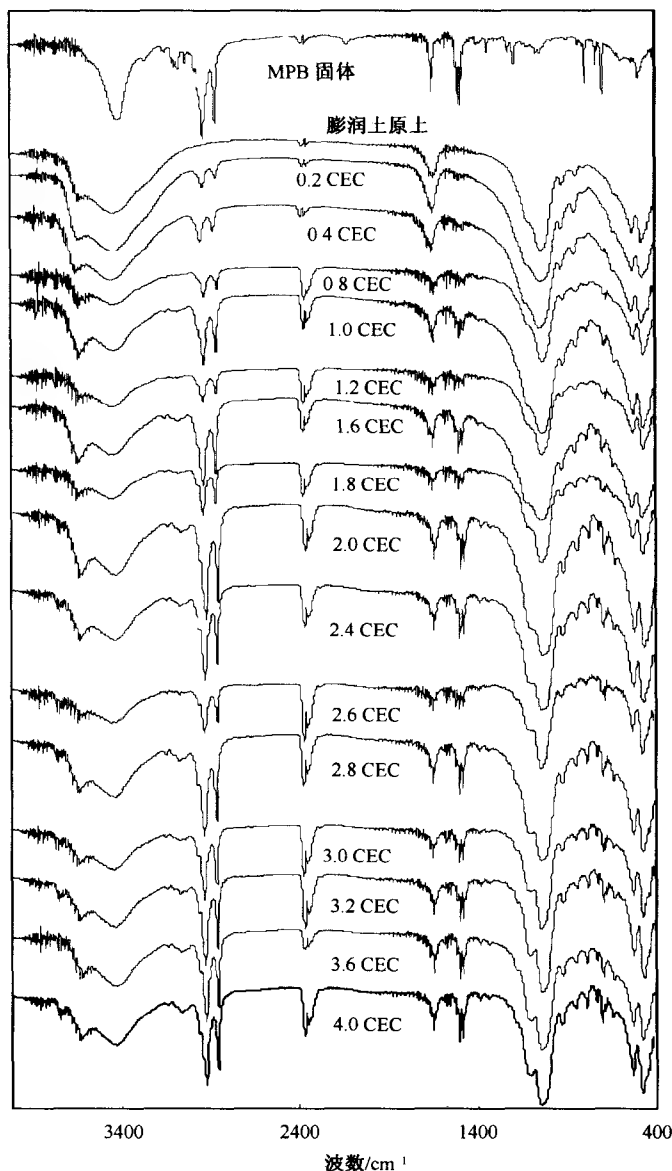 MPB 固体
膨润土原上
0.2 CEC
0 4 CEC
0 8 CEC
1.0 CEC
1.2 CEC
1.6 CEC
1.8 CEC
2.0 CEC
2.4 CEC
2.6 CEC
2.8 CEC
3.0 CEC
3.2 CEC
3.6 CEC
4.0 CEC
3400 2400 1400 400
波数/cm ¹